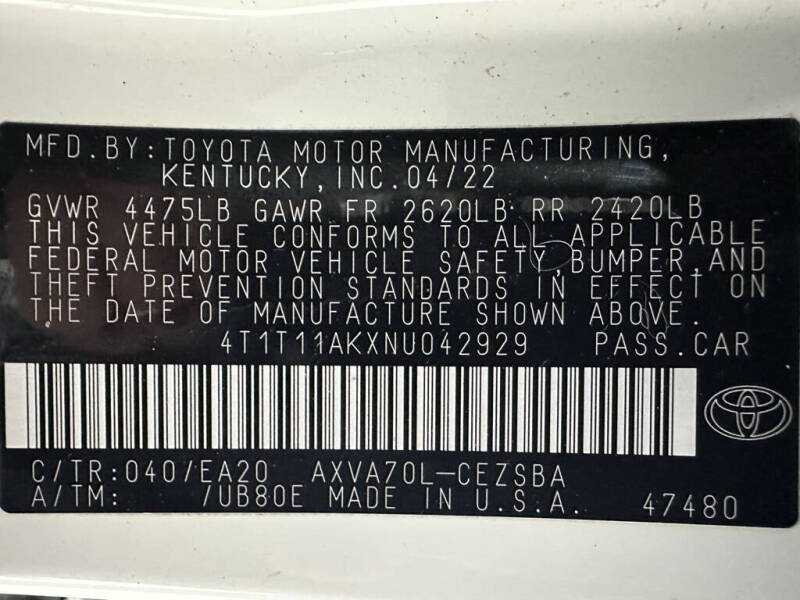 MFD.BY:TOYOTA MOTOR MANUFACTURING,
KENTUCKY,INC.04/22
GVWR 4475LB GAWR FR 2620LB RR 2420LB
THIS VEHICLE CONFORMS TO ALL APPLICABLE
FEDERAL MOTOR VEHICLE SAFETY,BUMPER,AND
THEFT PREVENTION STANDARDS IN EFFECT ON
THE DATE OF MANUFACTURE SHOWN ABOVE.
4T1T11AKXNU042929 PASS.CAR
C/TR:040/EA20 AXVA70L-CEZSBA
A/TM: /UB80E MADE IN U.S.A. 47480